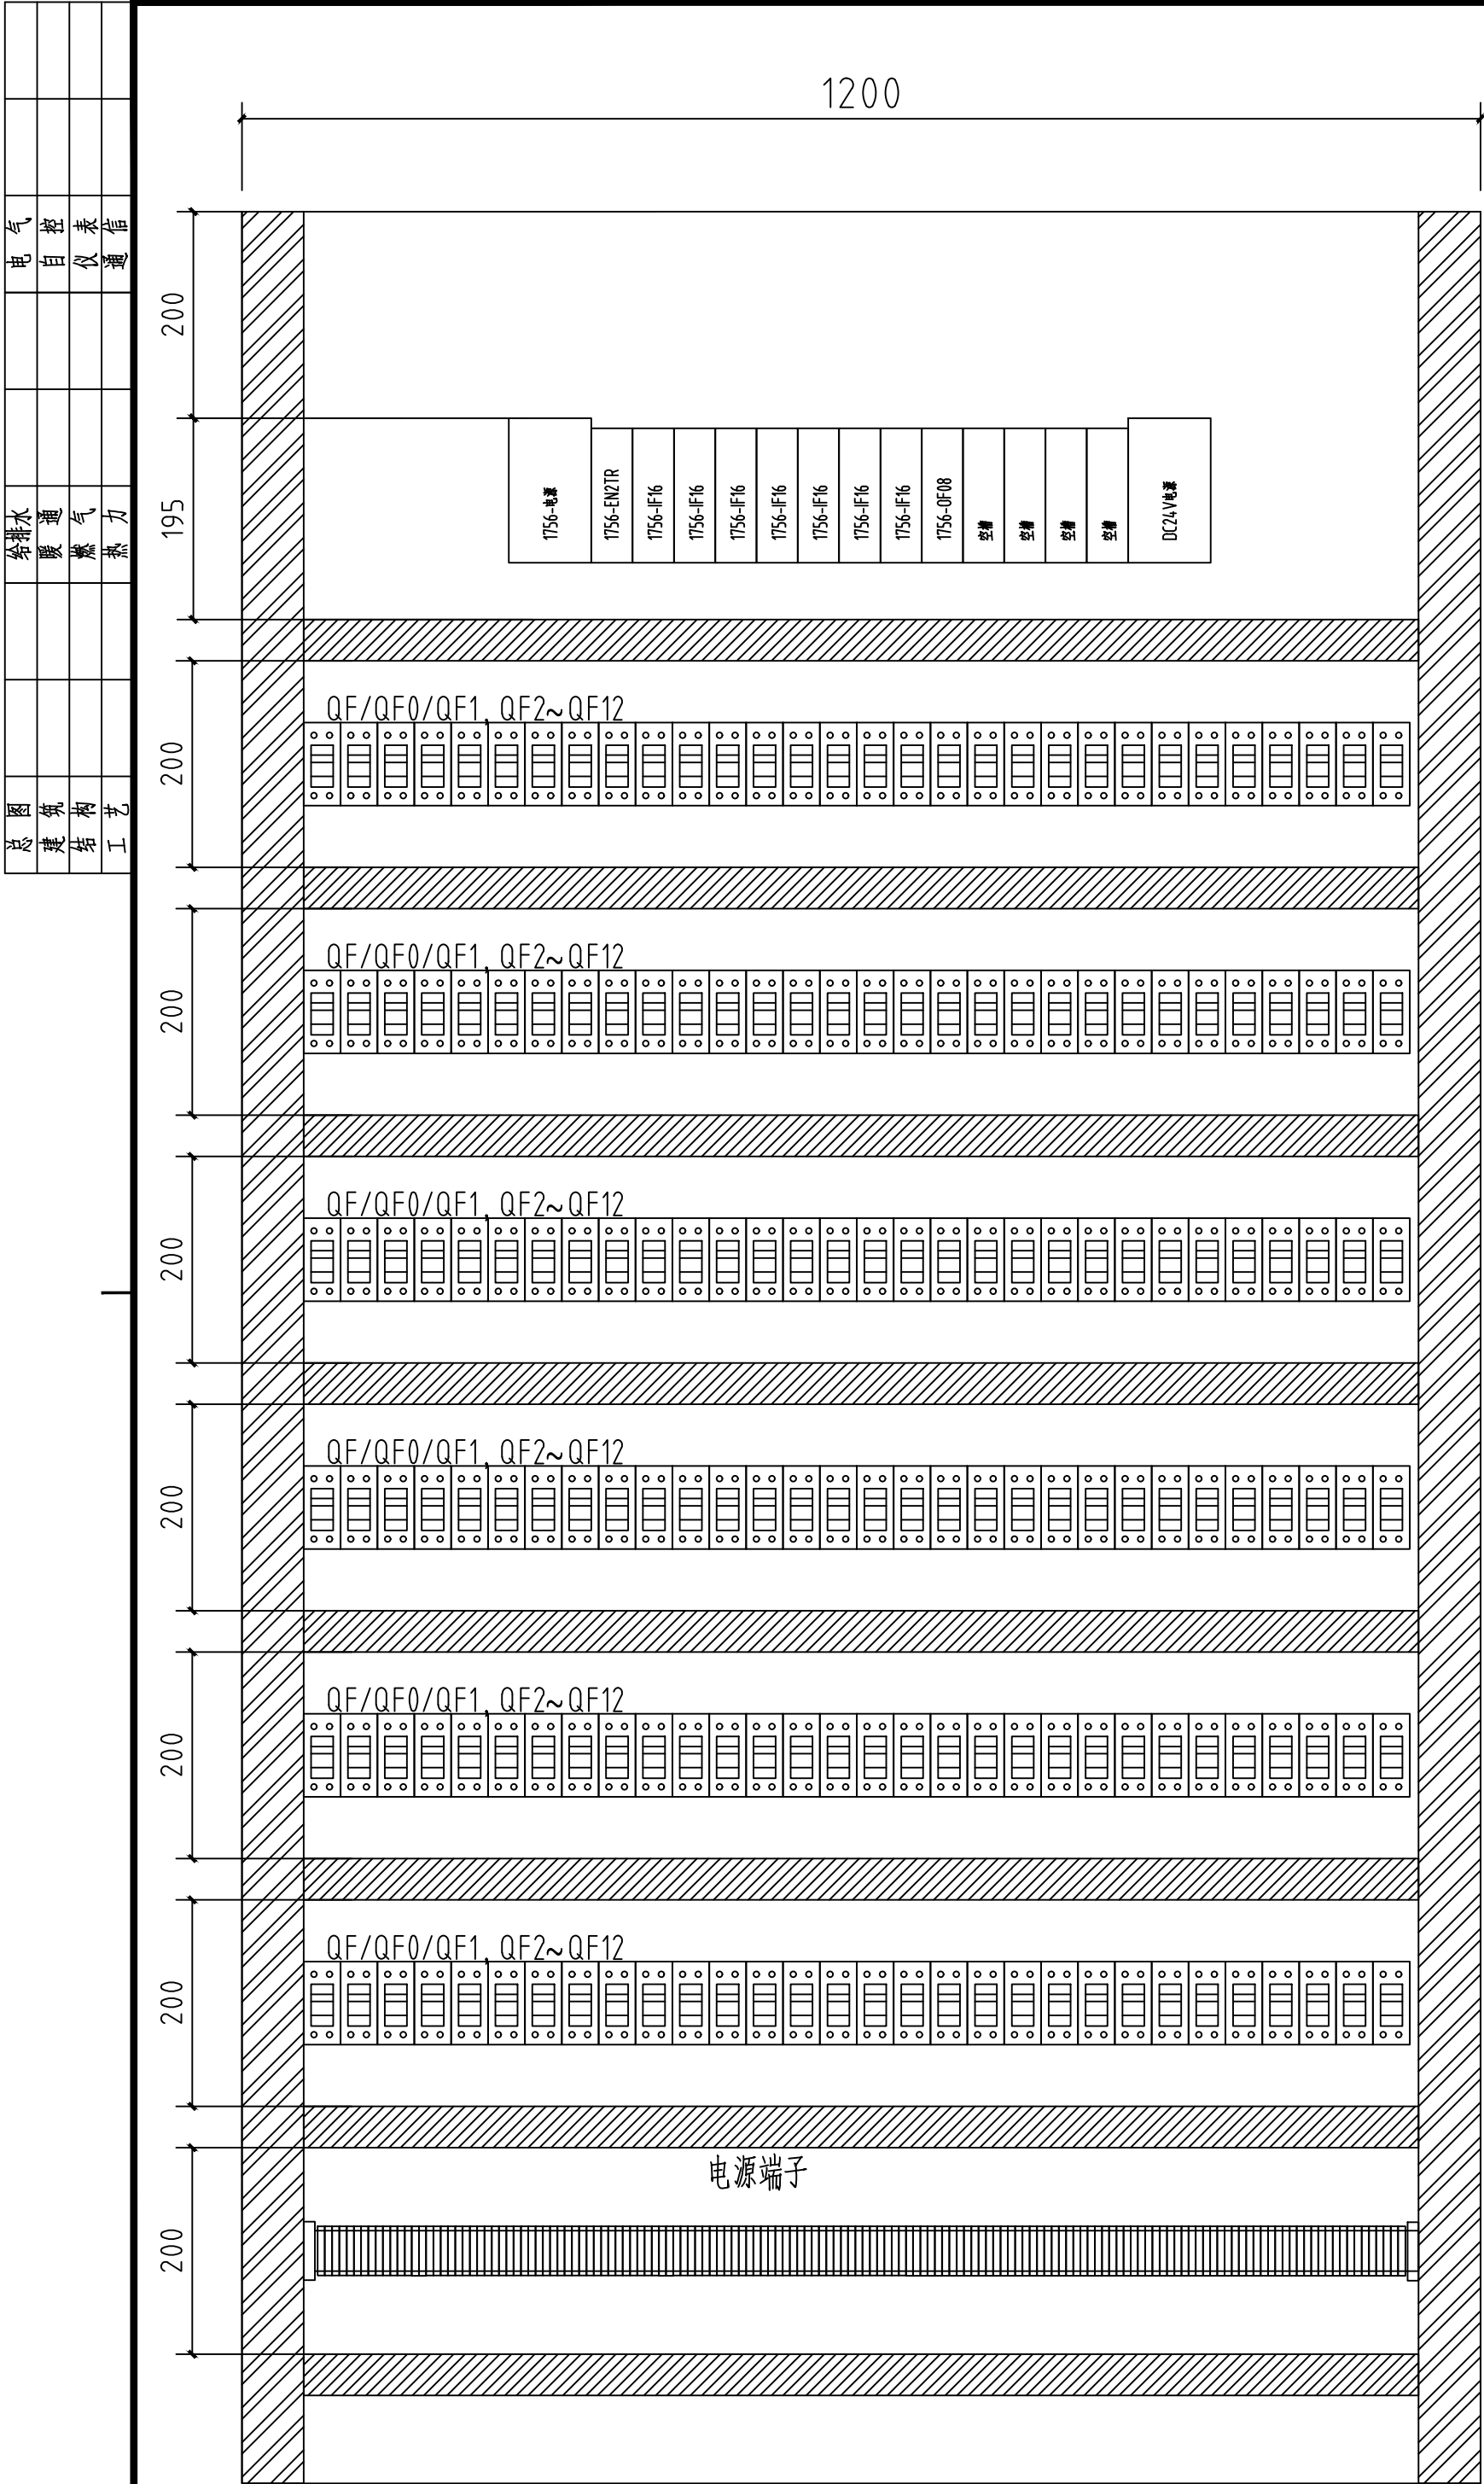 1200
电气
自控
仪表
通信
200
195
1756-电源
1756-EN2TR
1756-IF16
1756-IF16
1756-IF16
1756-IF16
1756-IF16
1756-IF16
1756-IF16
1756-OF08
空槽
空槽
空槽
空槽
DC24V电源
给排水
暖通
燃气
热力
QF/QF0/QF1, QF2~QF12
200
总图
建筑
结构
工艺
QF/QF0/QF1, QF2~QF12
200
QF/QF0/QF1, QF2~QF12
200
QF/QF0/QF1, QF2~QF12
200
QF/QF0/QF1, QF2~QF12
200
QF/QF0/QF1, QF2~QF12
200
电源端子
200